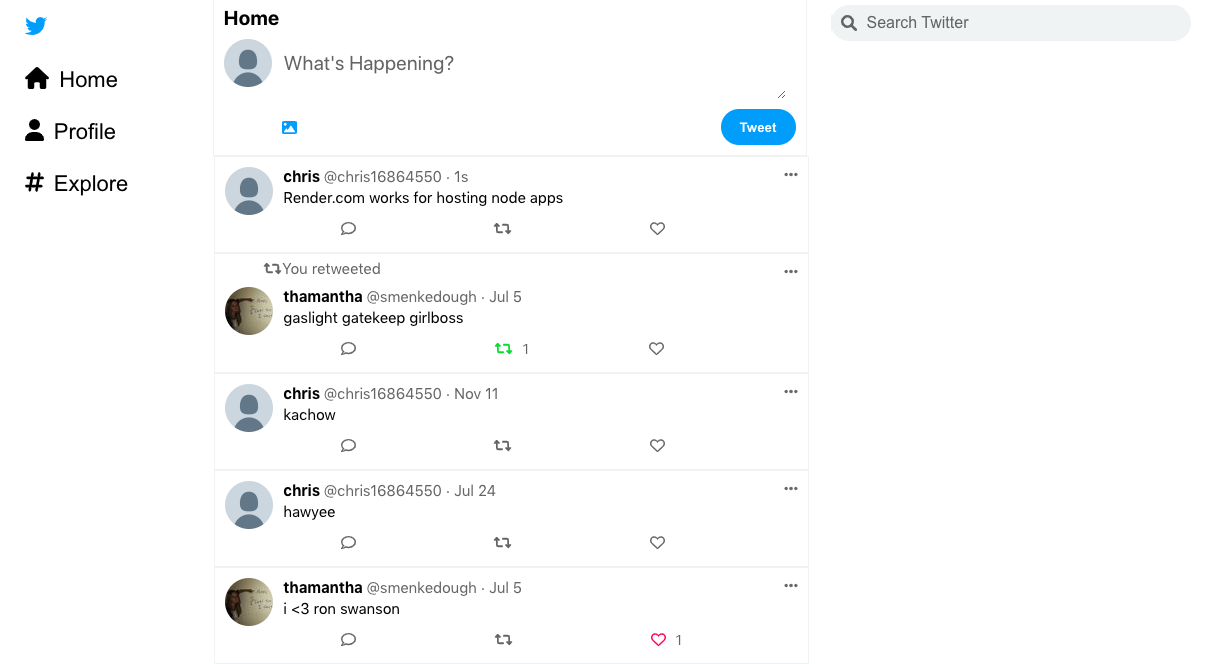 Home
Profile
Explore
Home
What's Happening?
Tweet
chris @chris16864550 · 1s
Render.com works for hosting node apps
You retweeted
thamantha @smenkedough · Jul 5
gaslight gatekeep girlboss
1
chris @chris16864550 · Nov 11
kachow
chris @chris16864550 · Jul 24
hawyee
thamantha @smenkedough · Jul 5
i <3 ron swanson
1
Search Twitter